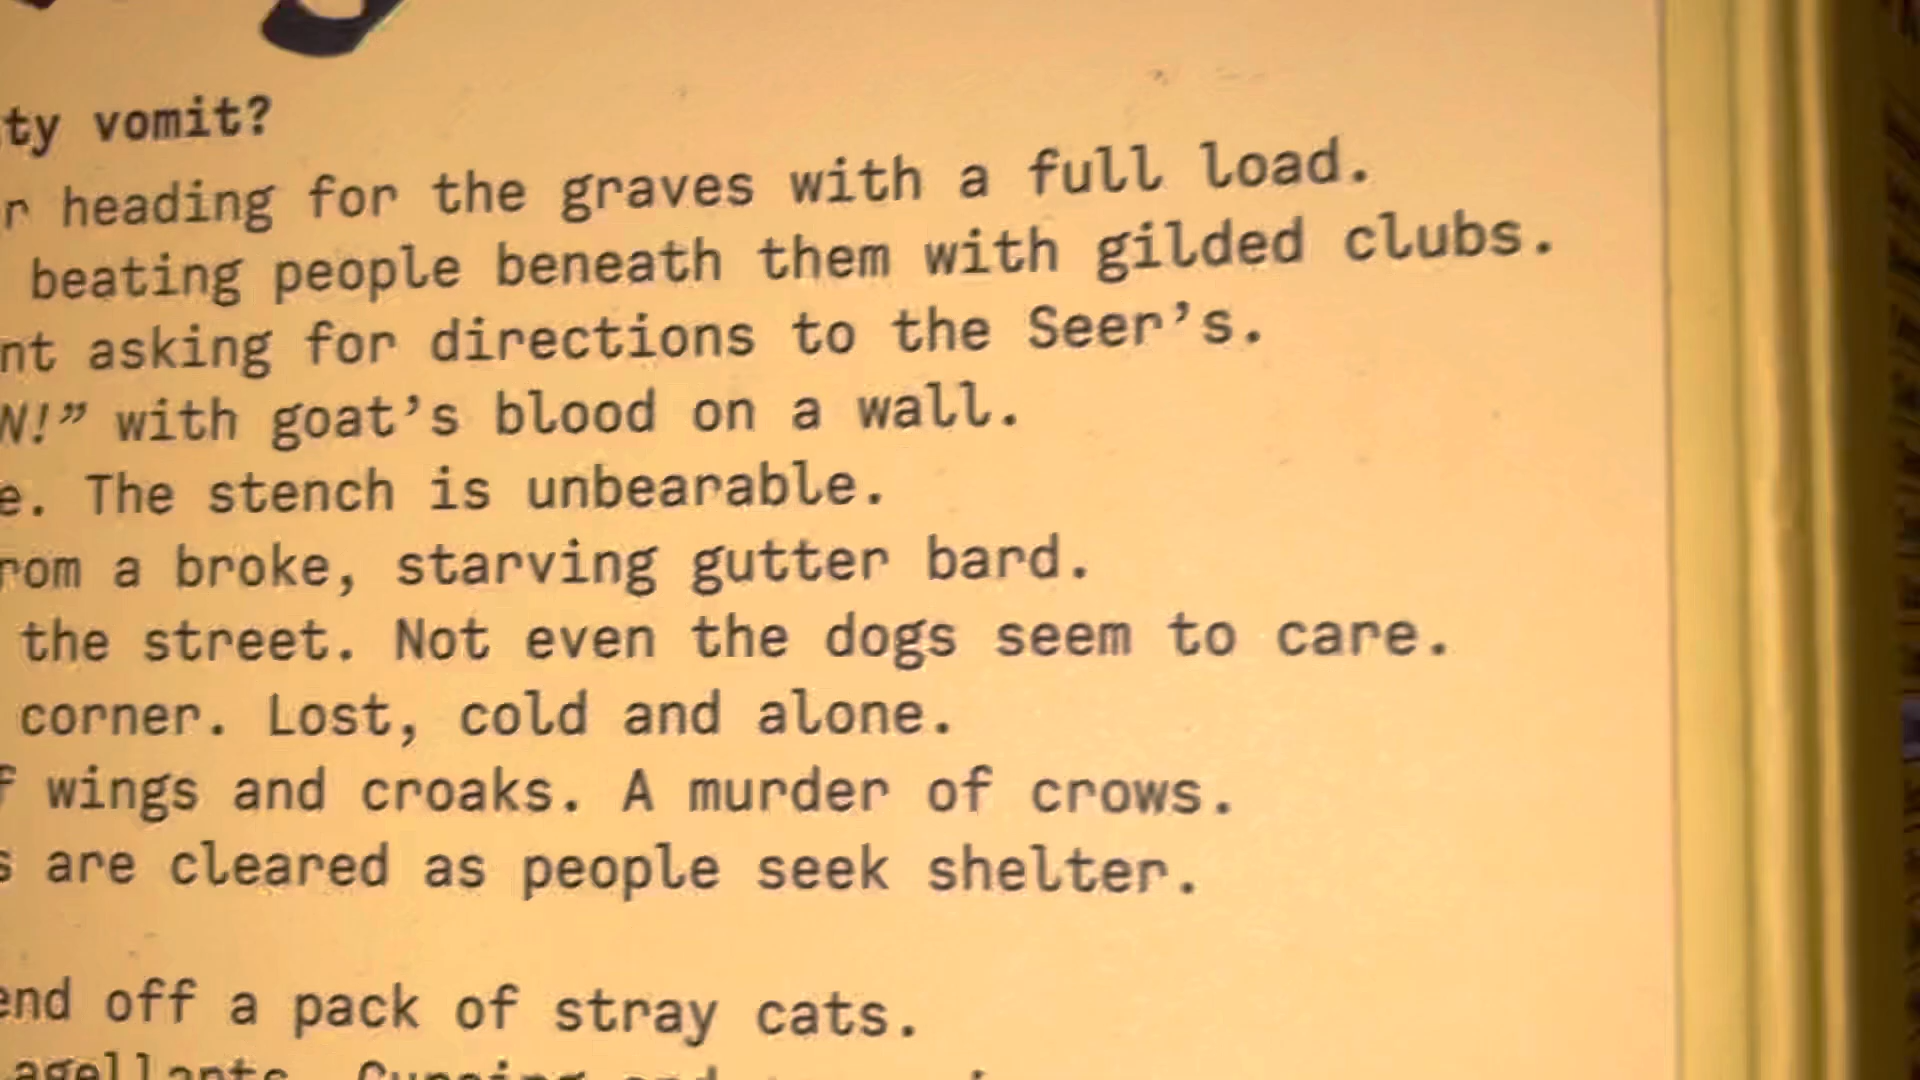 ty vomit?
r heading for the graves with a full load.
beating people beneath them with gilded clubs.
nt asking for directions to the Seer’s.
N!” with goat’s blood on a wall.
e. The stench is unbearable.
rom a broke, starving gutter bard.
the street. Not even the dogs seem to care.
corner. Lost, cold and alone.
f wings and croaks. A murder of crows.
s are cleared as people seek shelter.
end off a pack of stray cats.
agellants.